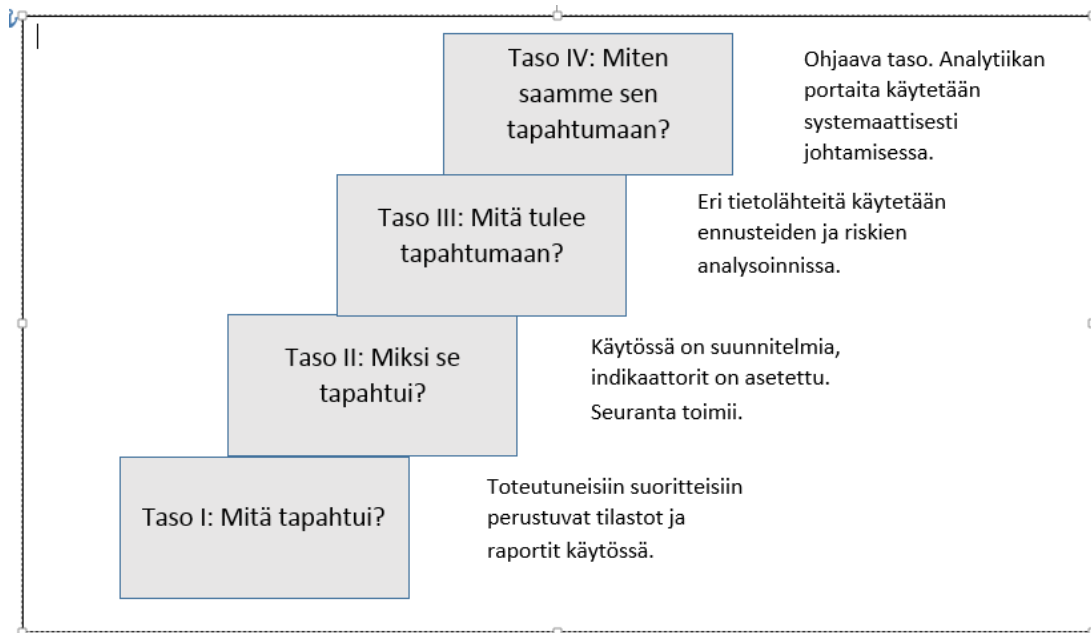 Taso IV: Miten
saamme sen
tapahtumaan?
Ohjaava taso. Analytiikan
portaita käytetään
systemaattisesti
johtamisessa.
Taso III: Mitä tulee
tapahtumaan?
Eri tietolähteitä käytetään
ennusteiden ja riskien
analysoinnissa.
Taso II: Miksi se
tapahtui?
Käytössä on suunnitelmia,
indikaattorit on asetettu.
Seuranta toimii.
Taso I: Mitä tapahtui?
Toteutuneisiin suoritteisiin
perustuvat tilastot ja
raportit käytössä.